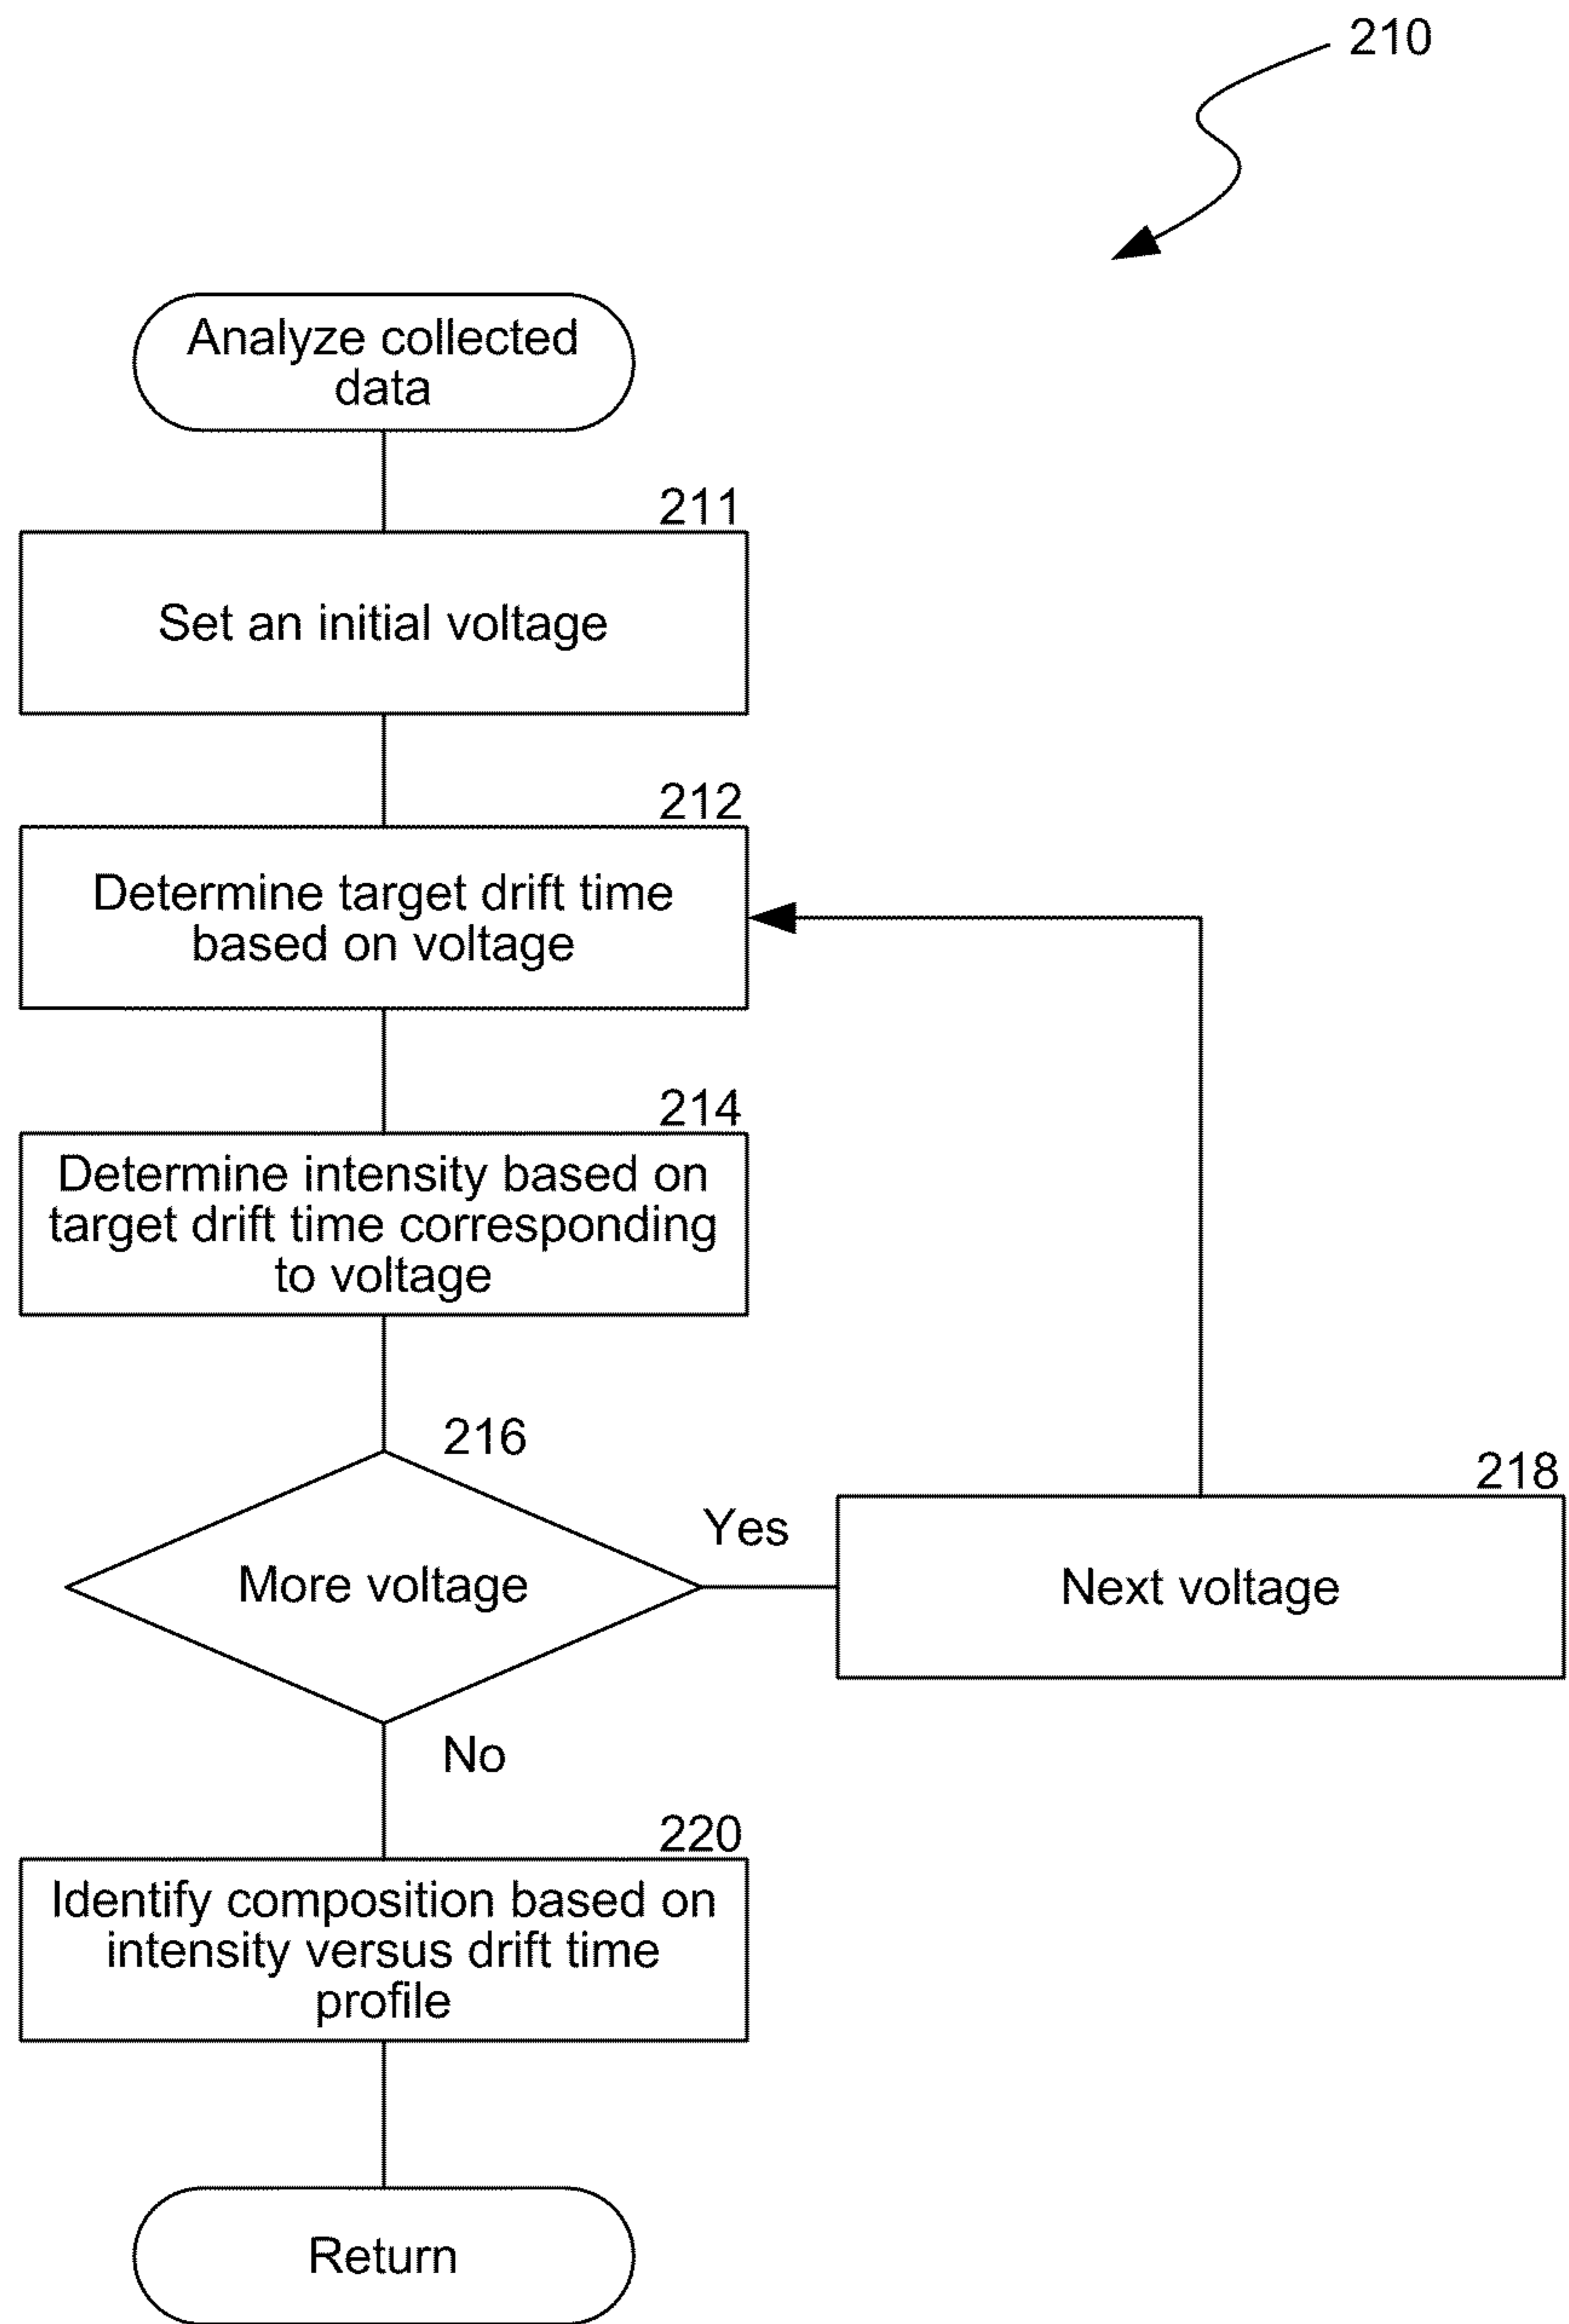 210
Analyze collected
data
211
Set an initial voltage
212
Determine target drift time
based on voltage
214
Determine intensity based on
target drift time corresponding
to voltage
216
More voltage
Yes
218
Next voltage
No
220
Identify composition based on
intensity versus drift time
profile
Return